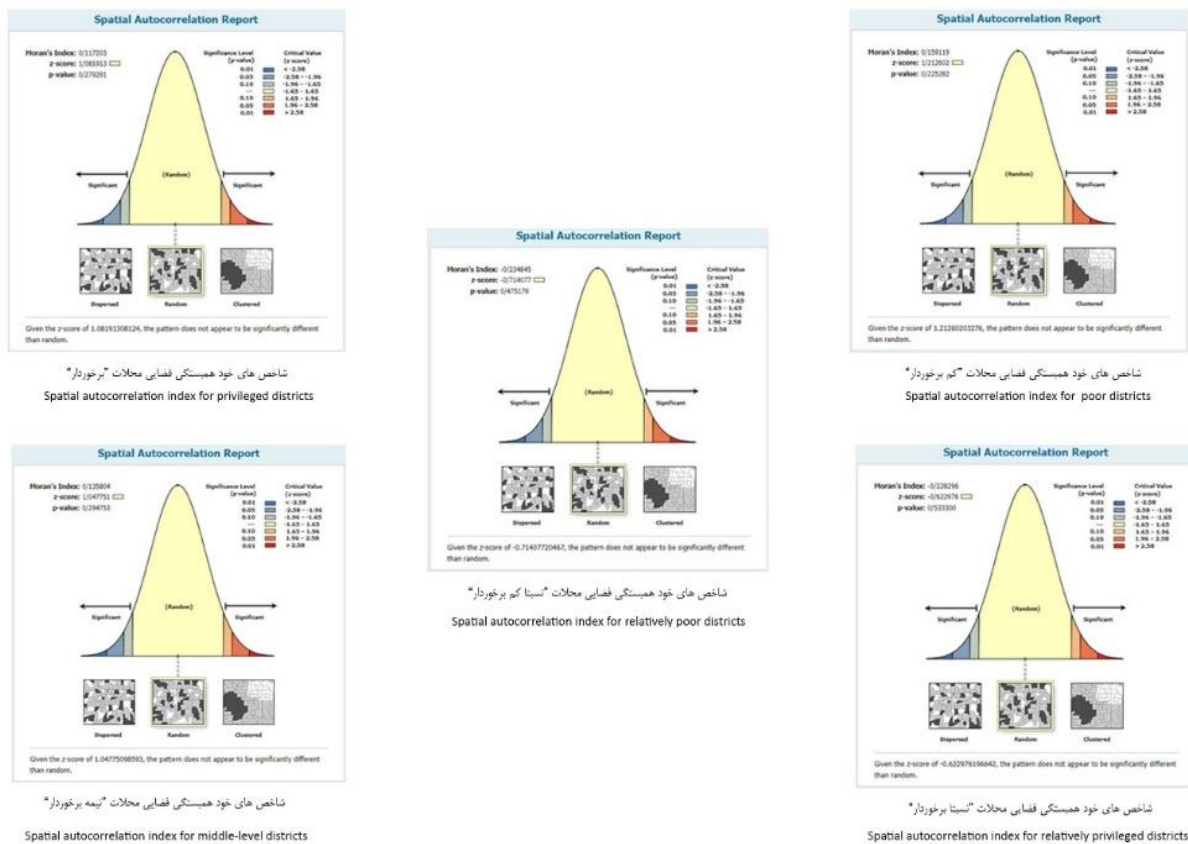 Spatial Autocorrelation Report
Moran's Index: 0/117203
z-score: 1/081913
p-value: 0/279291
Significance Level (p-value)
Critical Value (z-score)
0.01 < -2.58
0.05 -2.58 - -1.96
0.10 -1.96 - -1.65
--- -1.65 - 1.65
0.10 1.65 - 1.96
0.05 1.96 - 2.58
0.01 > 2.58
Significant
(Random)
Significant
Dispersed
Random
Clustered
Given the z-score of 1.08191308124, the pattern does not appear to be significantly different
than random.
شاخص های خود همبستگی فضایی محلات "برخوردار"
Spatial autocorrelation index for privileged districts
Spatial Autocorrelation Report
Moran's Index: 0/159119
z-score: 1/212602
p-value: 0/225282
Significance Level (p-value)
Critical Value (z-score)
0.01 < -2.58
0.05 -2.58 - -1.96
0.10 -1.96 - -1.65
--- -1.65 - 1.65
0.10 1.65 - 1.96
0.05 1.96 - 2.58
0.01 > 2.58
Significant
(Random)
Significant
Dispersed
Random
Clustered
Given the z-score of 1.21260203276, the pattern does not appear to be significantly different
than random.
شاخص های خود همبستگی فضایی محلات "کم برخوردار"
Spatial autocorrelation index for poor districts
Spatial Autocorrelation Report
Moran's Index: -0/234845
z-score: -0/714077
p-value: 0/475179
Significance Level (p-value)
Critical Value (z-score)
0.01 < -2.58
0.05 -2.58 - -1.96
0.10 -1.96 - -1.65
--- -1.65 - 1.65
0.10 1.65 - 1.96
0.05 1.96 - 2.58
0.01 > 2.58
Significant
(Random)
Significant
Dispersed
Random
Clustered
Given the z-score of -0.71407720467, the pattern does not appear to be significantly different
than random.
شاخص های خود همبستگی فضایی محلات "نسبتا کم برخوردار"
Spatial autocorrelation index for relatively poor districts
Spatial Autocorrelation Report
Moran's Index: 0/135804
z-score: 1/047751
p-value: 0/294753
Significance Level (p-value)
Critical Value (z-score)
0.01 < -2.58
0.05 -2.58 - -1.96
0.10 -1.96 - -1.65
--- -1.65 - 1.65
0.10 1.65 - 1.96
0.05 1.96 - 2.58
0.01 > 2.58
Significant
(Random)
Significant
Dispersed
Random
Clustered
Given the z-score of 1.04775098593, the pattern does not appear to be significantly different
than random.
شاخص های خود همبستگی فضایی محلات "نیمه برخوردار"
Spatial autocorrelation index for middle-level districts
Spatial Autocorrelation Report
Moran's Index: -0/228296
z-score: -0/622976
p-value: 0/533300
Significance Level (p-value)
Critical Value (z-score)
0.01 < -2.58
0.05 -2.58 - -1.96
0.10 -1.96 - -1.65
--- -1.65 - 1.65
0.10 1.65 - 1.96
0.05 1.96 - 2.58
0.01 > 2.58
Significant
(Random)
Significant
Dispersed
Random
Clustered
Given the z-score of -0.622976196642, the pattern does not appear to be significantly different
than random.
شاخص های خود همبستگی فضایی محلات "نسبتا برخوردار"
Spatial autocorrelation index for relatively privileged districts